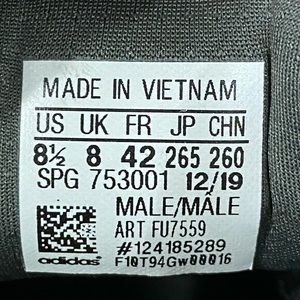 MADE IN VIETNAM
US UK FR JP CHN
8½ 8 42 265 260
SPG 753001 12/19
MALE/MÂLE
ART FU7559
#124185289
adidas F10T94Gw00016